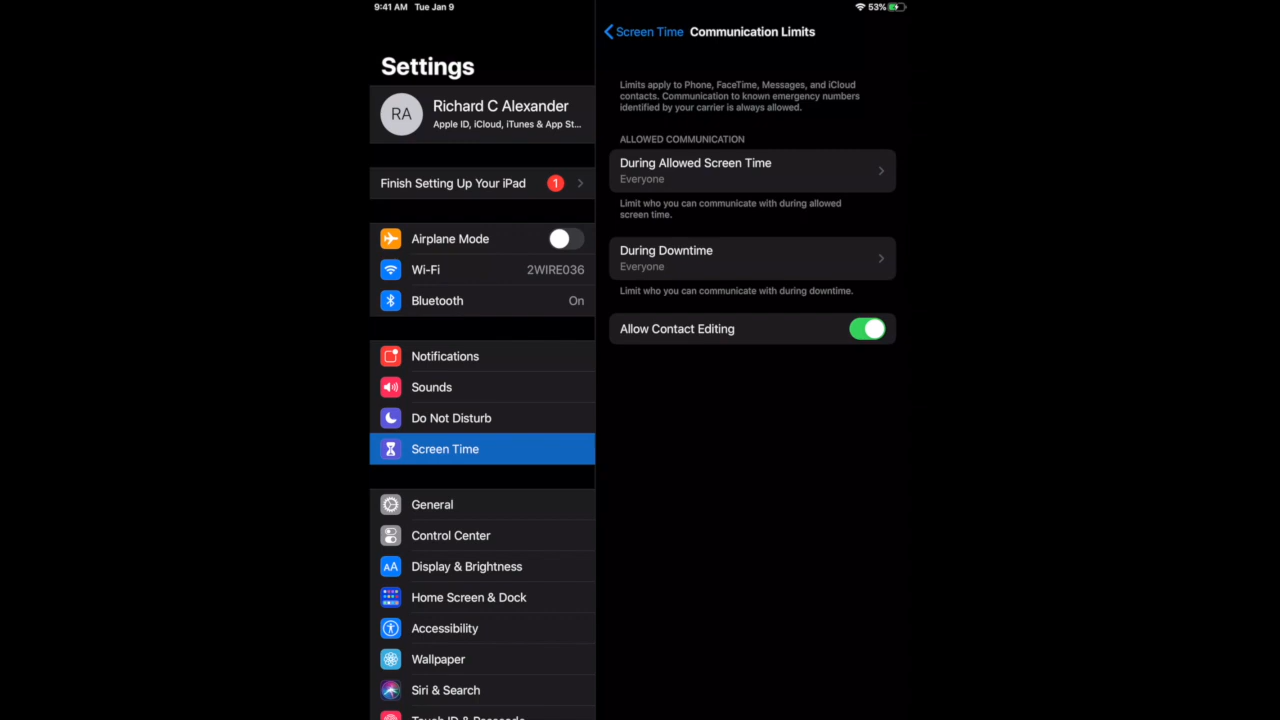 9:41 AM Tue Jan 9
53%
Settings
RA
Richard C Alexander
Apple ID, iCloud, iTunes & App St...
Finish Setting Up Your iPad 1
Airplane Mode
Wi-Fi 2WIRE036
Bluetooth On
Notifications
Sounds
Do Not Disturb
Screen Time
General
Control Center
AA Display & Brightness
Home Screen & Dock
Accessibility
Wallpaper
Siri & Search
Touch ID & Passcode
Screen Time Communication Limits
Limits apply to Phone, FaceTime, Messages, and iCloud
contacts. Communication to known emergency numbers
identified by your carrier is always allowed.
ALLOWED COMMUNICATION
During Allowed Screen Time
Everyone
Limit who you can communicate with during allowed
screen time.
During Downtime
Everyone
Limit who you can communicate with during downtime.
Allow Contact Editing